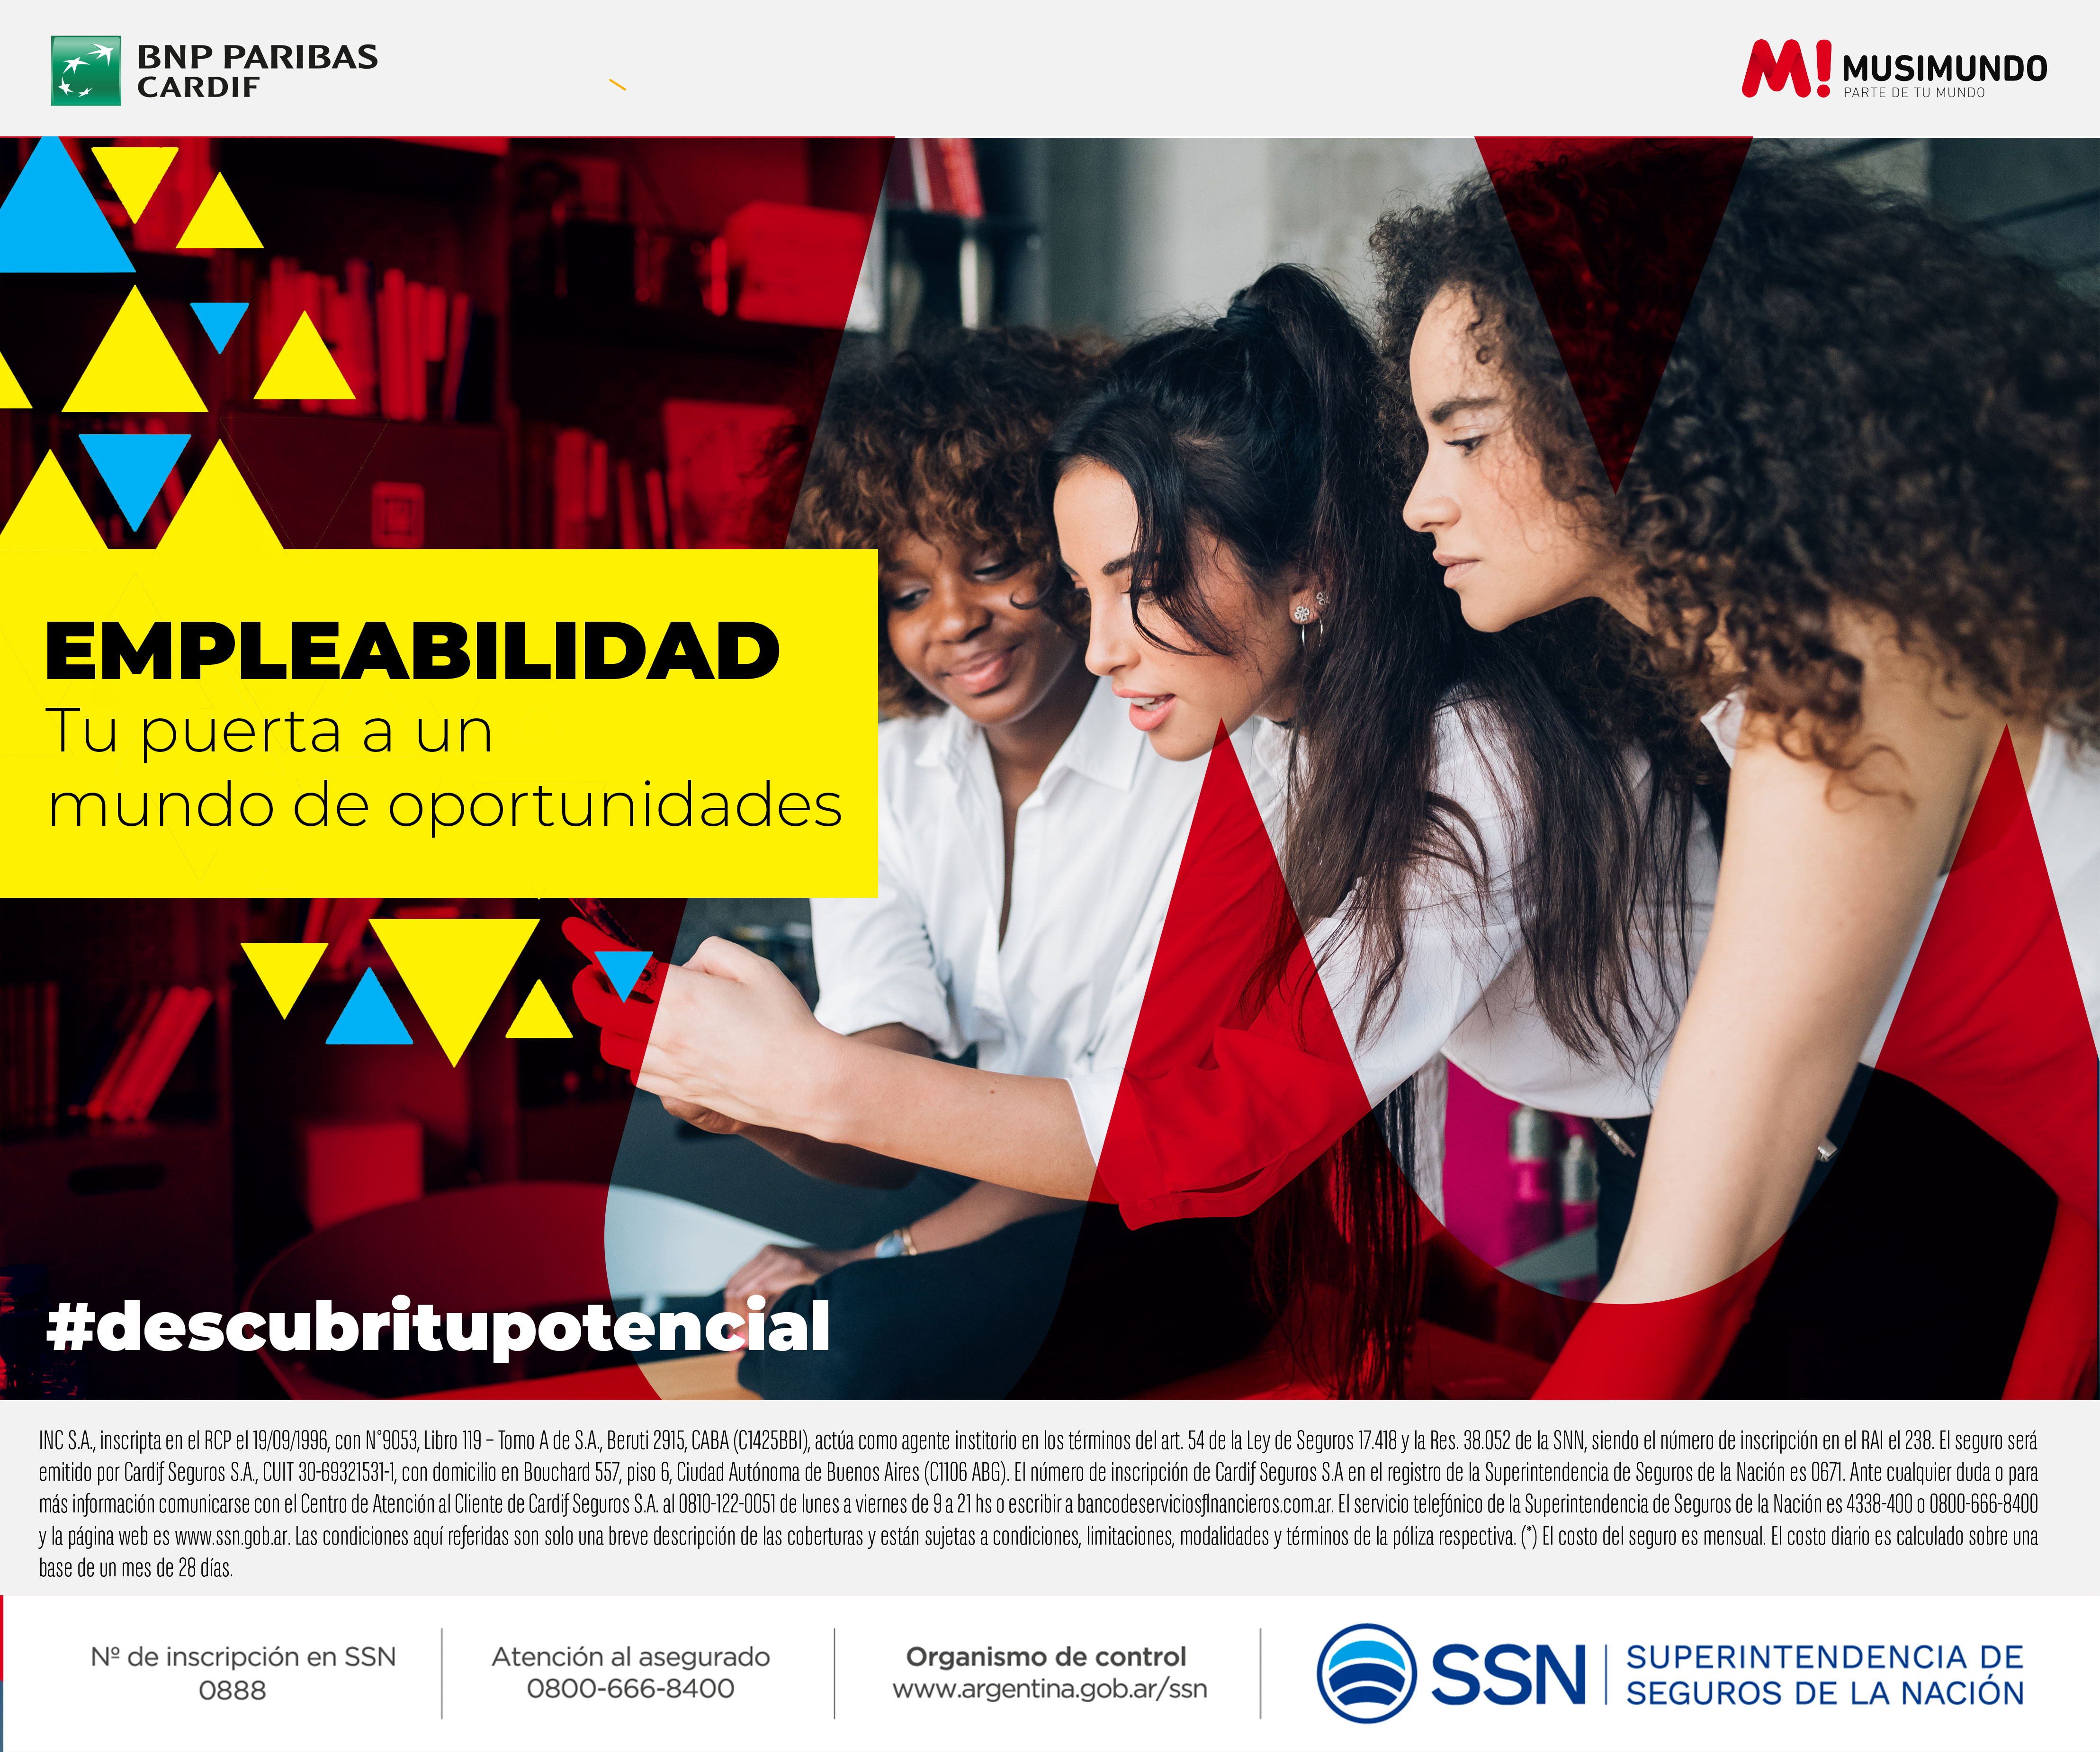 BNP PARIBAS
CARDIF
M! MUSIMUNDO
PARTE DE TU MUNDO
EMPLEABILIDAD
Tu puerta a un
mundo de oportunidades
#descubritupotencial
INC S.A., inscripta en el RCP el 19/09/1996, con N°9053, Libro 119 – Tomo A de S.A., Beruti 2915, CABA (C1425BBI), actúa como agente institorio en los términos del art. 54 de la Ley de Seguros 17.418 y la Res. 38.052 de la SNN, siendo el número de inscripción en el RAI el 238. El seguro será
emitido por Cardif Seguros S.A., CUIT 30-69321531-1, con domicilio en Bouchard 557, piso 6, Ciudad Autónoma de Buenos Aires (C1106 ABG). El número de inscripción de Cardif Seguros S.A en el registro de la Superintendencia de Seguros de la Nación es 0671. Ante cualquier duda o para
más información comunicarse con el Centro de Atención al Cliente de Cardif Seguros S.A. al 0810-122-0051 de lunes a viernes de 9 a 21 hs o escribir a bancodeserviciosfinancieros.com.ar. El servicio telefónico de la Superintendencia de Seguros de la Nación es 4338-400 o 0800-666-8400
y la página web es www.ssn.gob.ar. Las condiciones aquí referidas son solo una breve descripción de las coberturas y están sujetas a condiciones, limitaciones, modalidades y términos de la póliza respectiva. (*) El costo del seguro es mensual. El costo diario es calculado sobre una
base de un mes de 28 días.
Nº de inscripción en SSN
0888
Atención al asegurado
0800-666-8400
Organismo de control
www.argentina.gob.ar/ssn
SSN
SUPERINTENDENCIA DE
SEGUROS DE LA NACIÓN